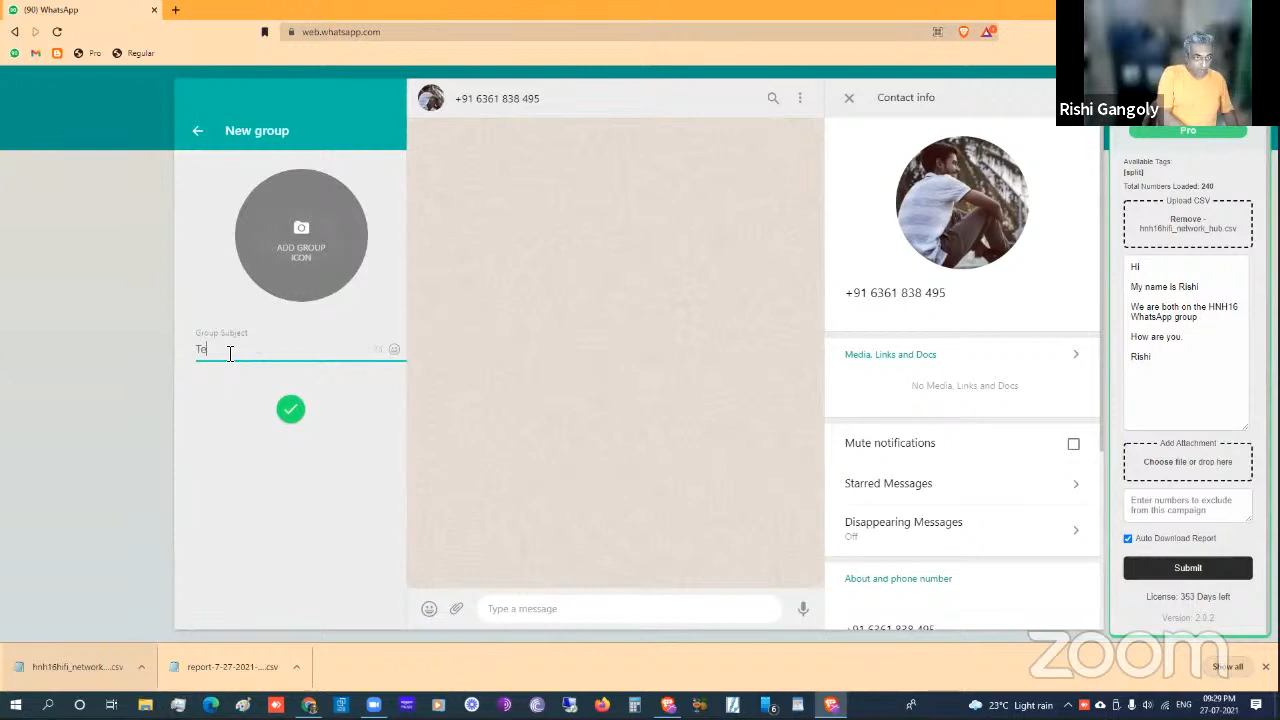 (90) WhatsApp
web.whatsapp.com
Pro
Regular
Rishi Gangoly
New group
ADD GROUP
ICON
Group Subject
Te
+91 6361 838 495
Type a message
Contact info
+91 6361 838 495
Media, Links and Docs
No Media, Links and Docs
Mute notifications
Starred Messages
Disappearing Messages
Off
About and phone number
+91 6361 838 495
Pro
Available Tags:
[split]
Total Numbers Loaded: 240
Upload CSV
Remove -
hnh16hifi_network_hub.csv
Hi
My name is Rishi
We are both on the HNH16
WhatsApp group
How are you.
Rishi
Add Attachment
Choose file or drop here
Enter numbers to exclude
from this campaign
Auto Download Report
Submit
License: 353 Days left
Version: 2.0.2
zoom
hnh16hifi_network....csv
report-7-27-2021-....csv
Show all
23°C Light rain
09:29 PM
27-07-2021